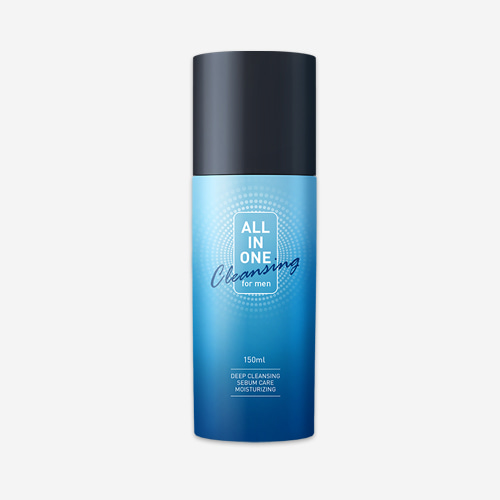 ALL
IN
ONE
Cleansing
for men
150ml
DEEP CLEANSING
SEBUM CARE
MOISTURIZING